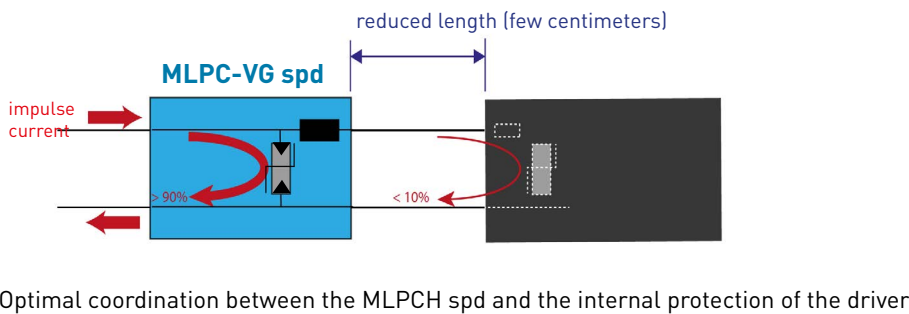 reduced length (few centimeters)
MLPC-VG spd
impulse
current
> 90%
< 10%
Optimal coordination between the MLPCH spd and the internal protection of the driver